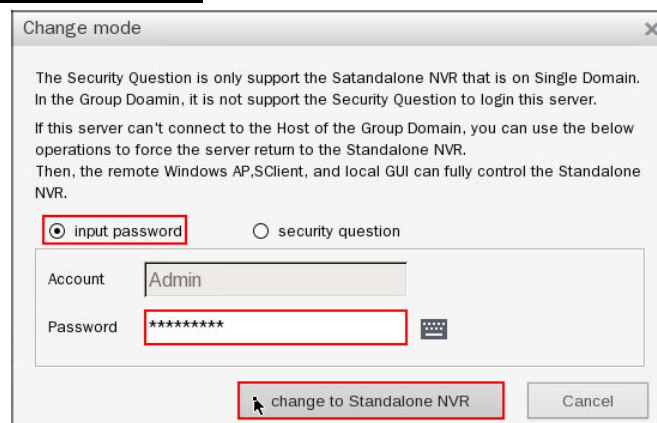 Change mode
The Security Question is only support the Satandalone NVR that is on Single Domain.
In the Group Doamin, it is not support the Security Question to login this server.
If this server can't connect to the Host of the Group Domain, you can use the below
operations to force the server return to the Standalone NVR.
Then, the remote Windows AP,SClient, and local GUI can fully control the Standalone
NVR.
input password security question
Account Admin
Password *********
change to Standalone NVR Cancel